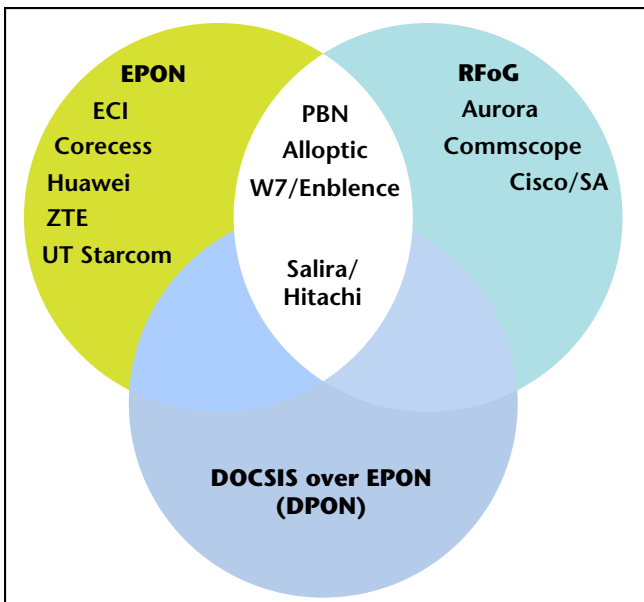 EPON
ECI
Corecess
Huawei
ZTE
UT Starcom
PBN
Alloptic
W7/Enblence
Salira/
Hitachi
RFoG
Aurora
Commscope
Cisco/SA
DOCSIS over EPON
(DPON)